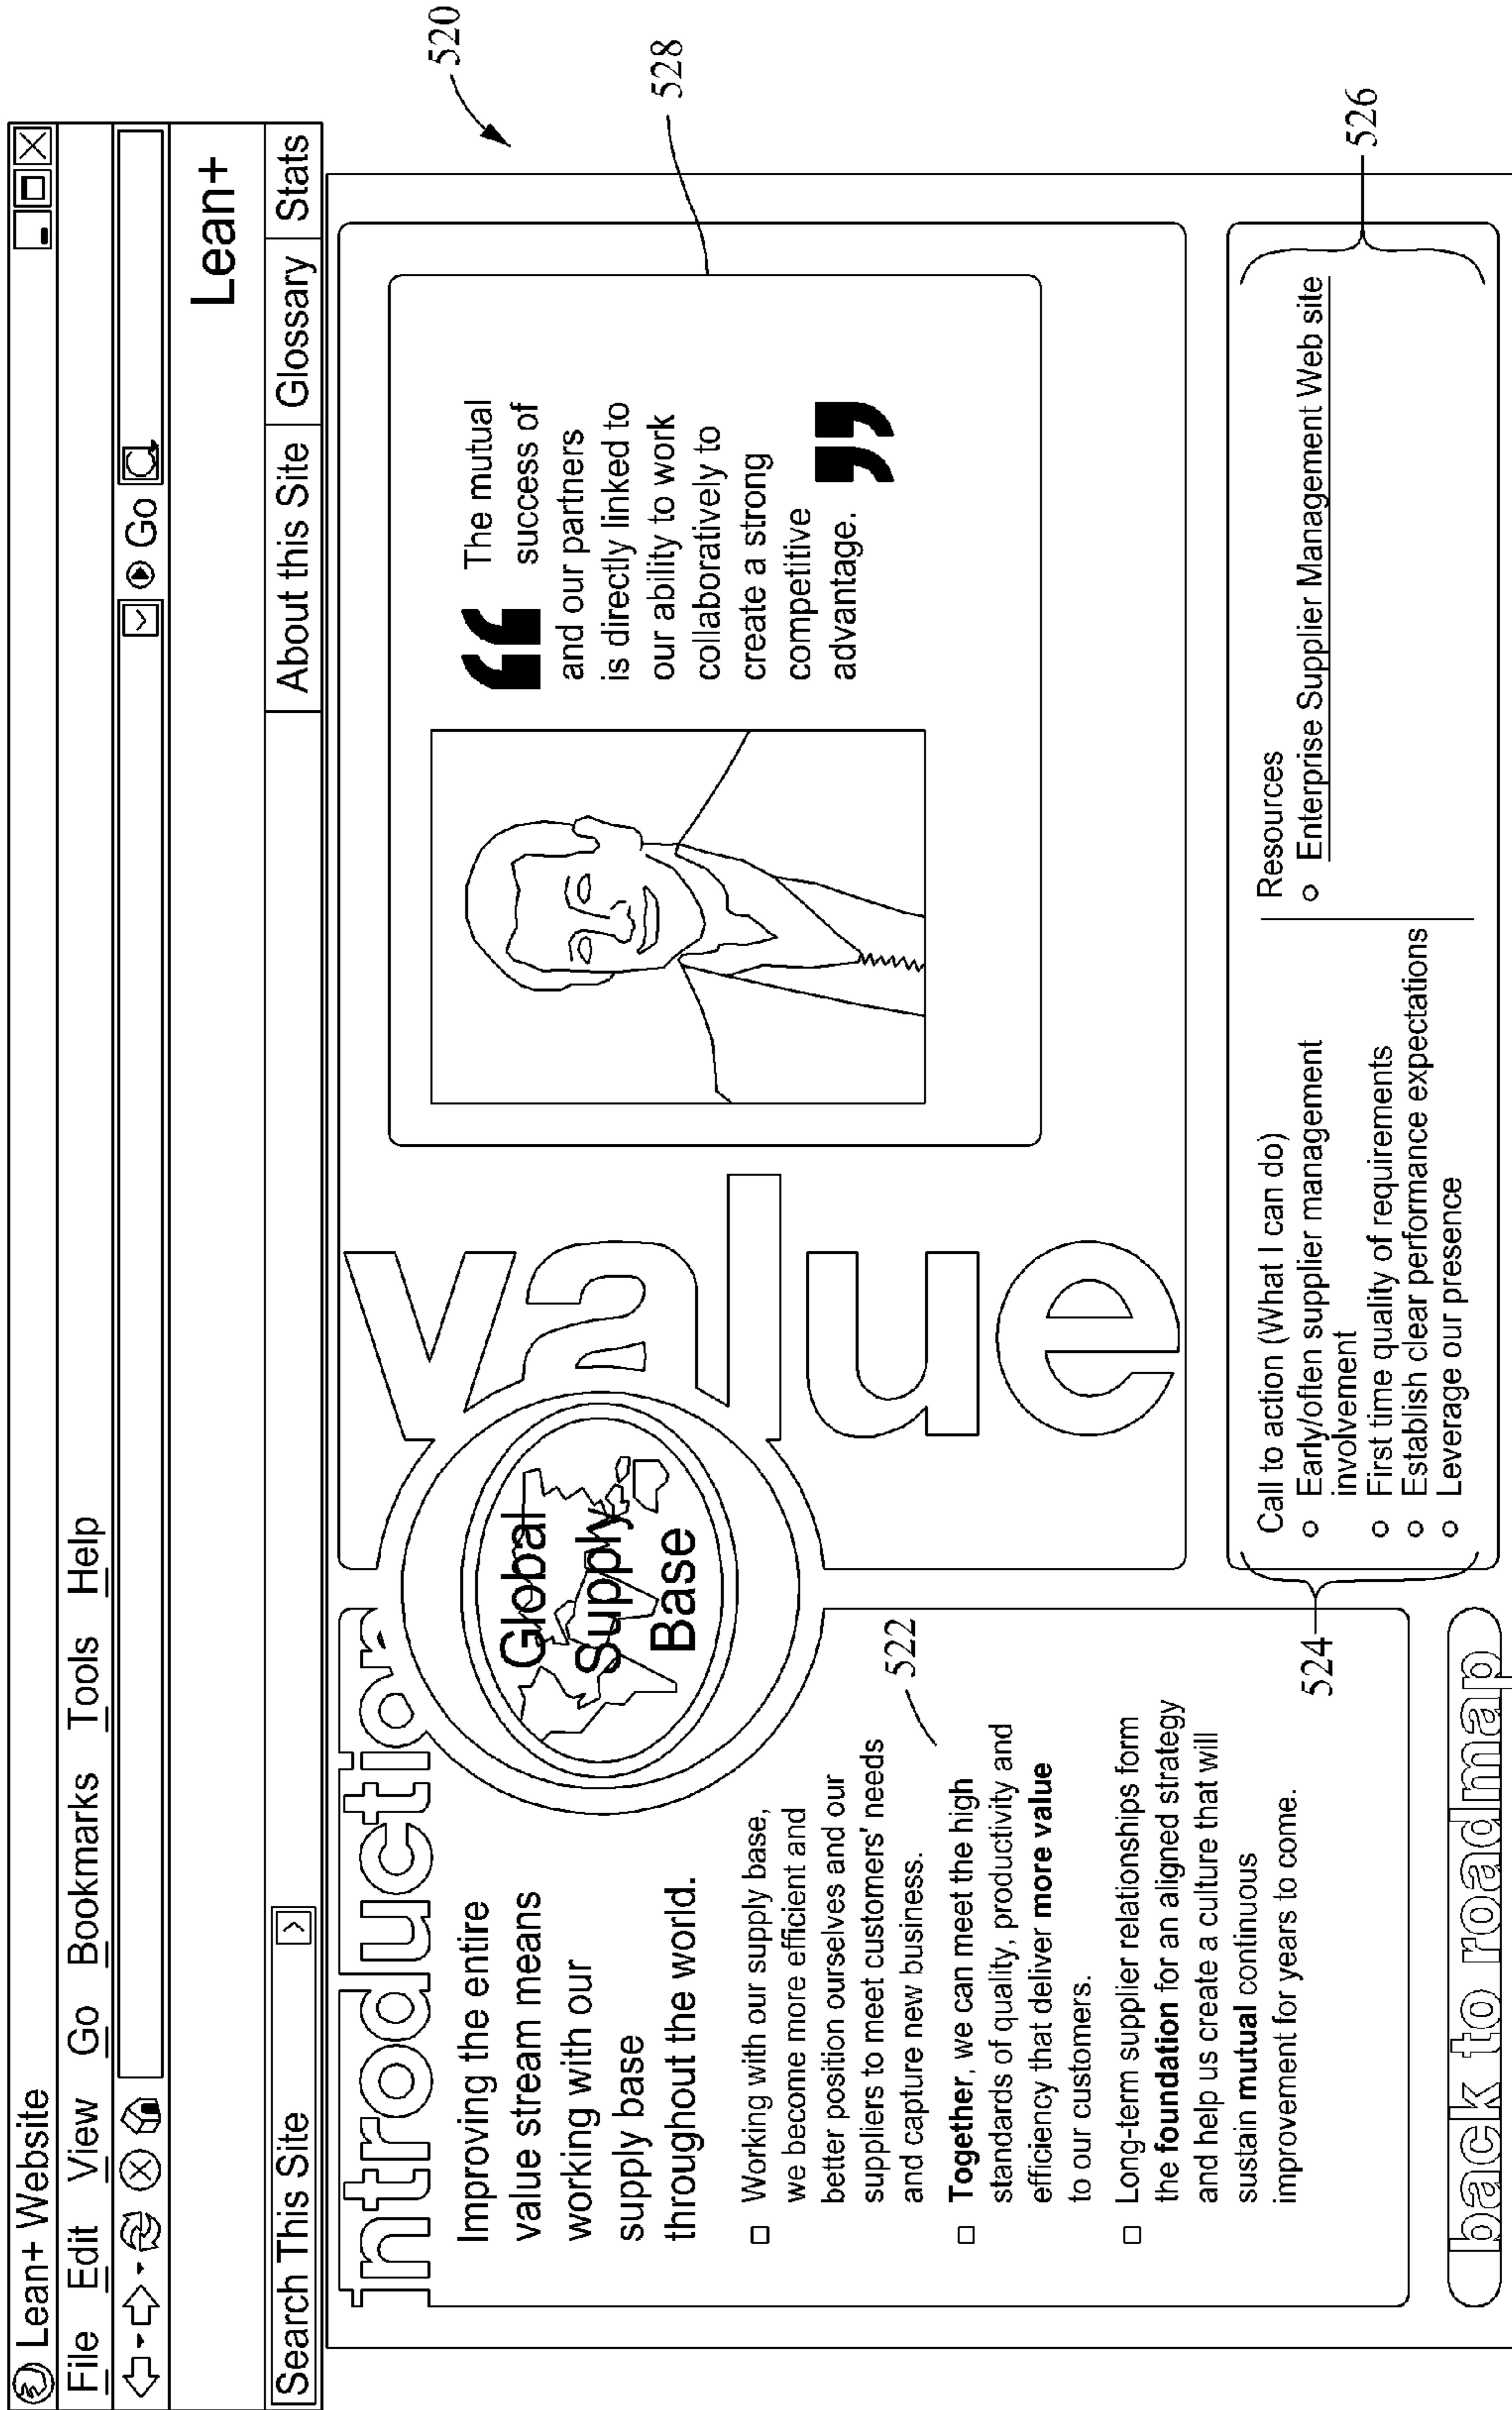 Lean+ Website
File Edit View Go Bookmarks Tools Help
Go
Lean+
Search This Site
About this Site Glossary Stats
520
introduction
Improving the entire
value stream means
working with our
supply base
throughout the world.
Working with our supply base,
we become more efficient and
better position ourselves and our
suppliers to meet customers' needs
and capture new business.
Together, we can meet the high
standards of quality, productivity and
efficiency that deliver more value
to our customers.
Long-term supplier relationships form
the foundation for an aligned strategy
and help us create a culture that will
sustain mutual continuous
improvement for years to come.
522
Global
Supply
Base
value
“ The mutual
success of
and our partners
is directly linked to
our ability to work
collaboratively to
create a strong
competitive
advantage. ”
528
524
Call to action (What I can do)
Early/often supplier management
involvement
First time quality of requirements
Establish clear performance expectations
Leverage our presence
Resources
Enterprise Supplier Management Web site
526
back to roadmap